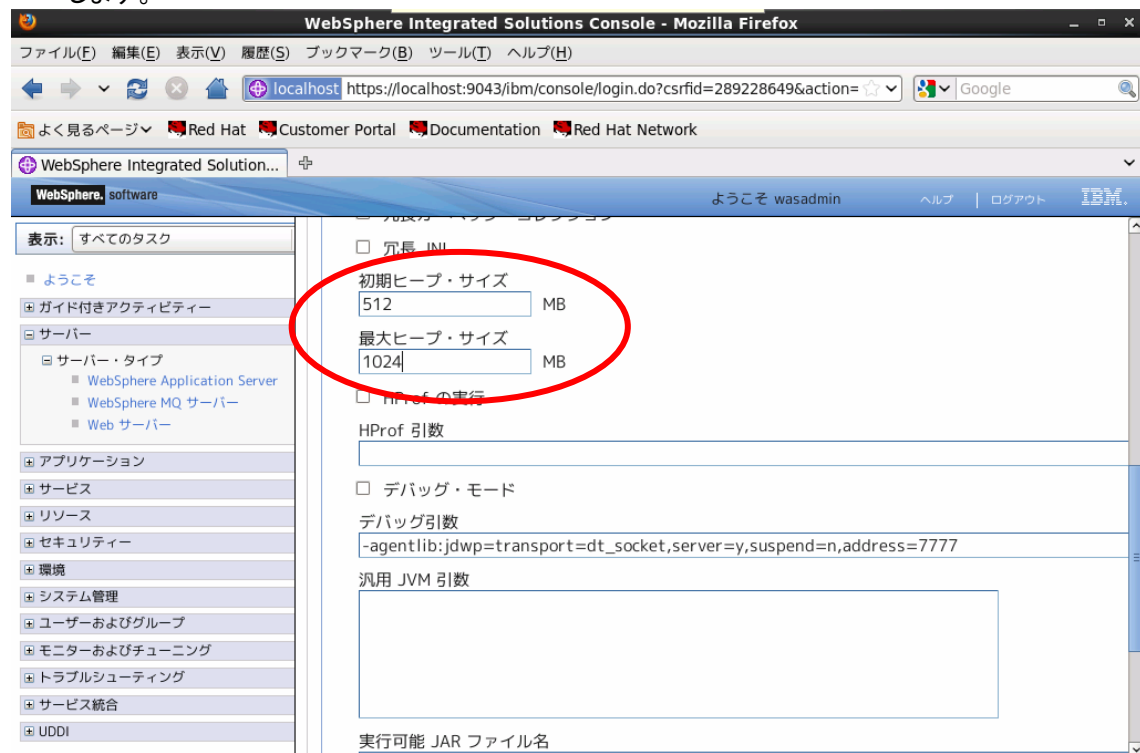 します。
WebSphere Integrated Solutions Console - Mozilla Firefox
ファイル(F) 編集(E) 表示(V) 履歴(S) ブックマーク(B) ツール(T) ヘルプ(H)
localhost https://localhost:9043/ibm/console/login.do?csrfid=289228649&action= Google
よく見るページ Red Hat Customer Portal Documentation Red Hat Network
WebSphere Integrated Solution...
WebSphere. software ようこそ wasadmin ヘルプ | ログアウト IBM.
表示: すべてのタスク
ようこそ
ガイド付きアクティビティー
サーバー
サーバー・タイプ
WebSphere Application Server
WebSphere MQ サーバー
Web サーバー
アプリケーション
サービス
リソース
セキュリティー
環境
システム管理
ユーザーおよびグループ
モニターおよびチューニング
トラブルシューティング
サービス統合
UDDI
冗長 JNI
初期ヒープ・サイズ
512 MB
最大ヒープ・サイズ
1024 MB
HProf の実行
HProf 引数
デバッグ・モード
デバッグ引数
-agentlib:jdwp=transport=dt_socket,server=y,suspend=n,address=7777
汎用 JVM 引数
実行可能 JAR ファイル名